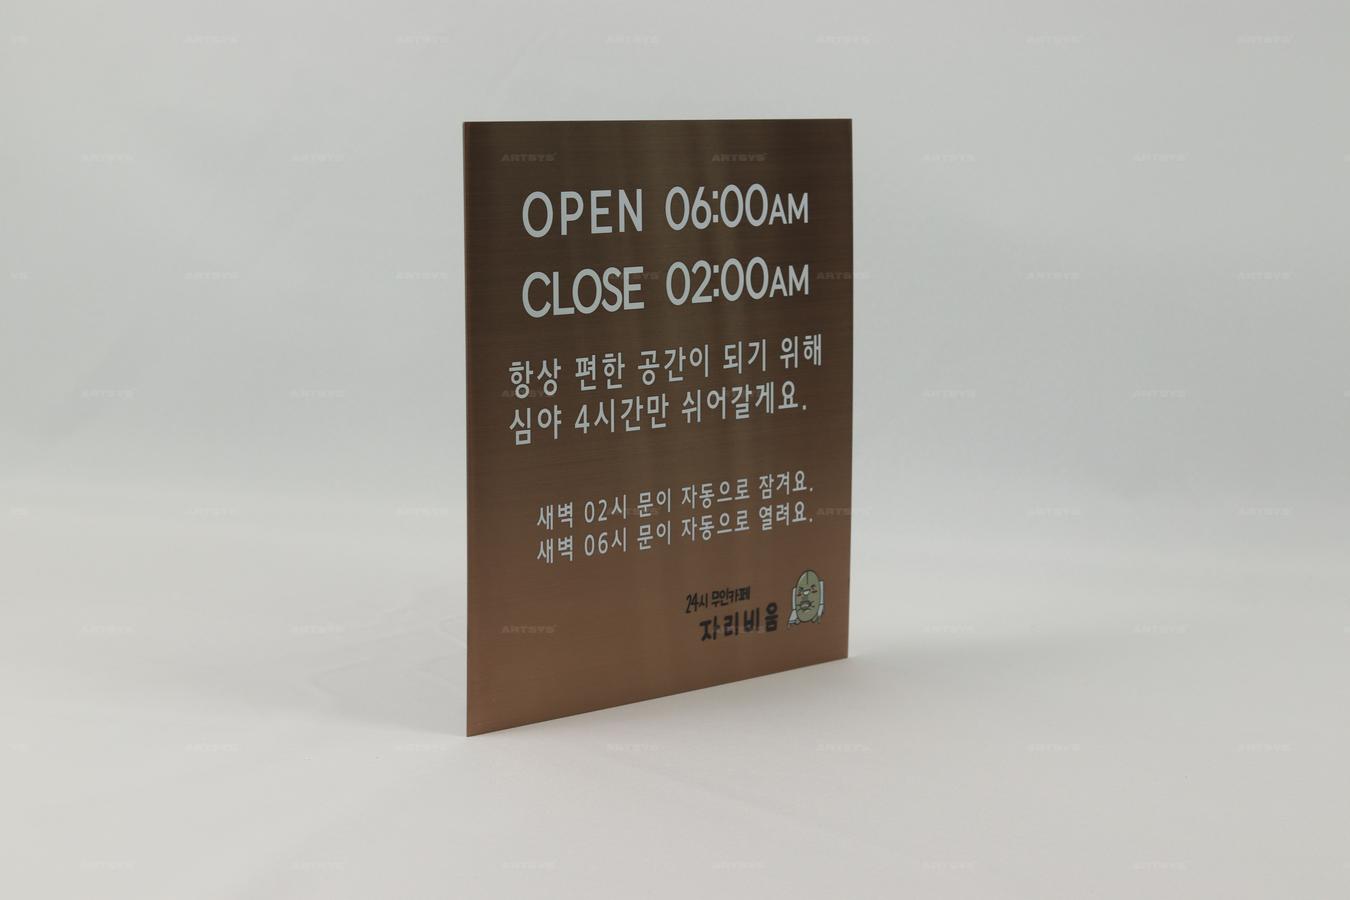 OPEN 06:00AM
CLOSE 02:00AM
항상 편한 공간이 되기 위해
심야 4시간만 쉬어갈게요.
새벽 02시 문이 자동으로 잠겨요.
새벽 06시 문이 자동으로 열려요.
24시 무인카페
자리비움
ARTSYS